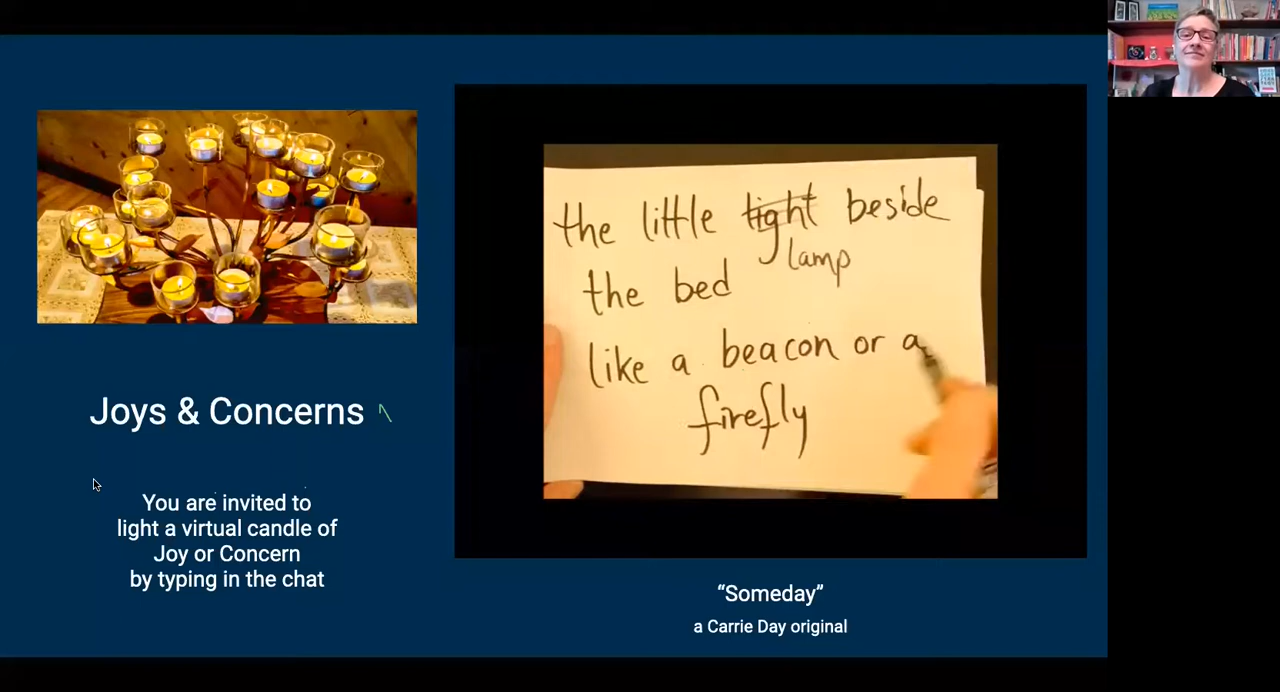 Joys & Concerns
You are invited to
light a virtual candle of
Joy or Concern
by typing in the chat
the little light beside
lamp
the bed
like a beacon or a
firefly
“Someday”
a Carrie Day original